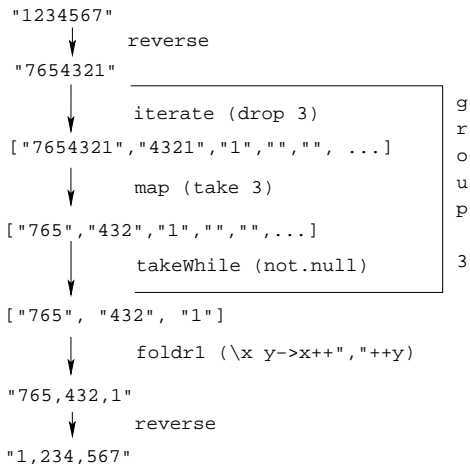 "1234567"
reverse
"7654321"
iterate (drop 3)
["7654321","4321","1","","", ...]
map (take 3)
["765","432","1","","",...]
takeWhile (not.null)
group 3
["765", "432", "1"]
foldr1 (\x y->x++","++y)
"765,432,1"
reverse
"1,234,567"